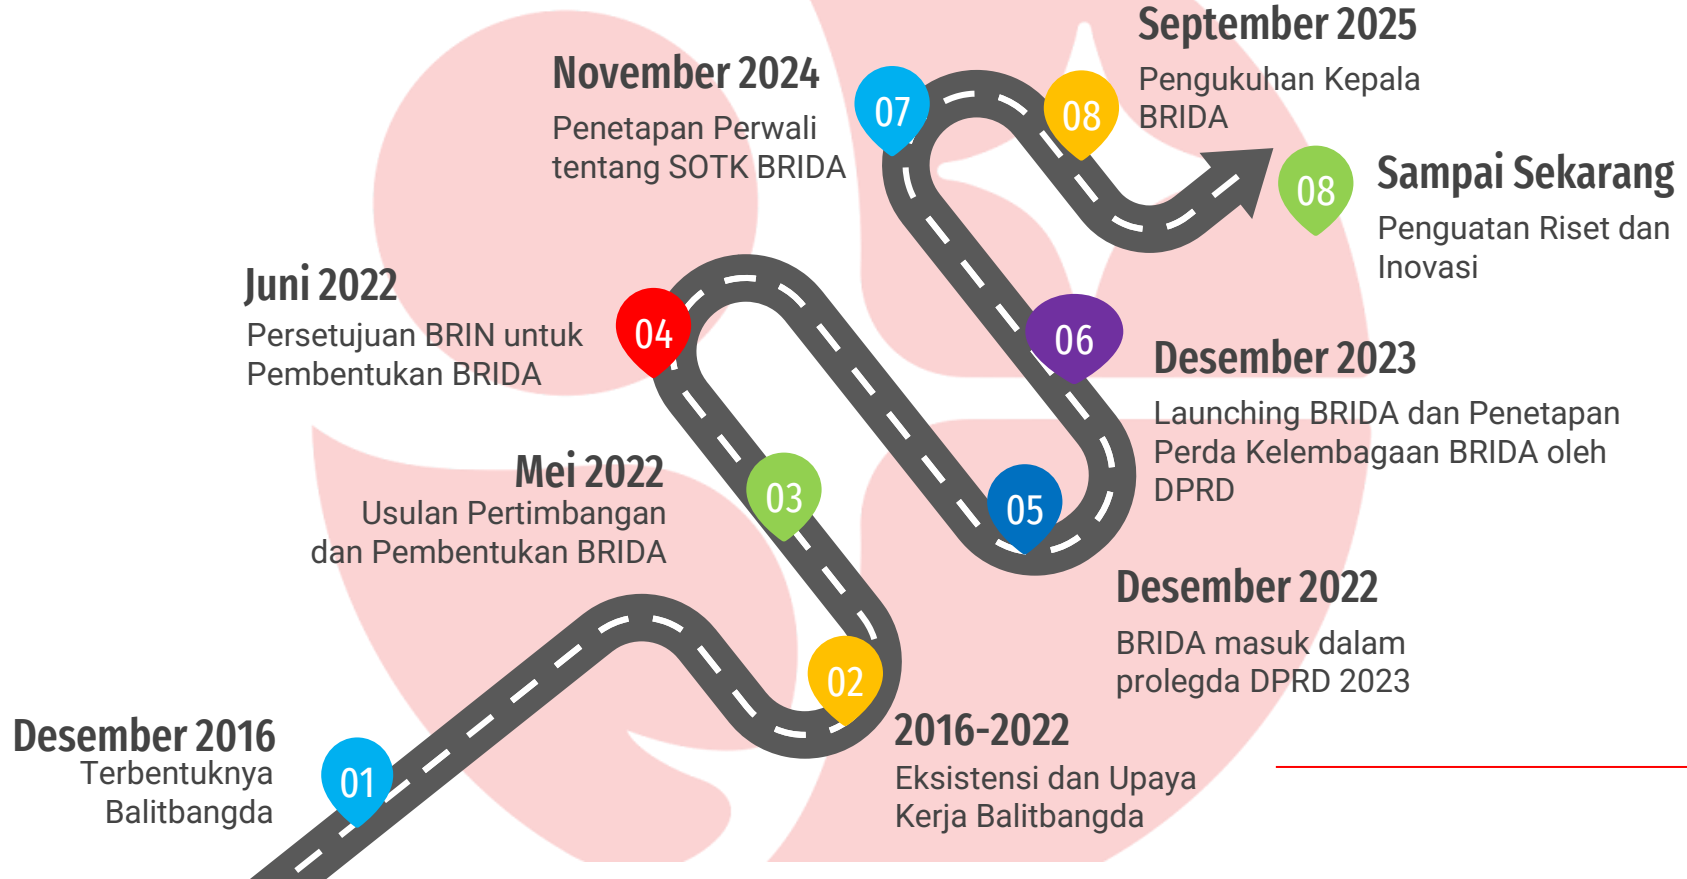 Desember 2016
Terbentuknya
Balitbangda
01
02
2016-2022
Eksistensi dan Upaya
Kerja Balitbangda
Mei 2022
Usulan Pertimbangan
dan Pembentukan BRIDA
03
Juni 2022
Persetujuan BRIN untuk
Pembentukan BRIDA
04
05
Desember 2022
BRIDA masuk dalam
prolegda DPRD 2023
06
Desember 2023
Launching BRIDA dan Penetapan
Perda Kelembagaan BRIDA oleh
DPRD
November 2024
Penetapan Perwali
tentang SOTK BRIDA
07
08
September 2025
Pengukuhan Kepala
BRIDA
08
Sampai Sekarang
Penguatan Riset dan
Inovasi